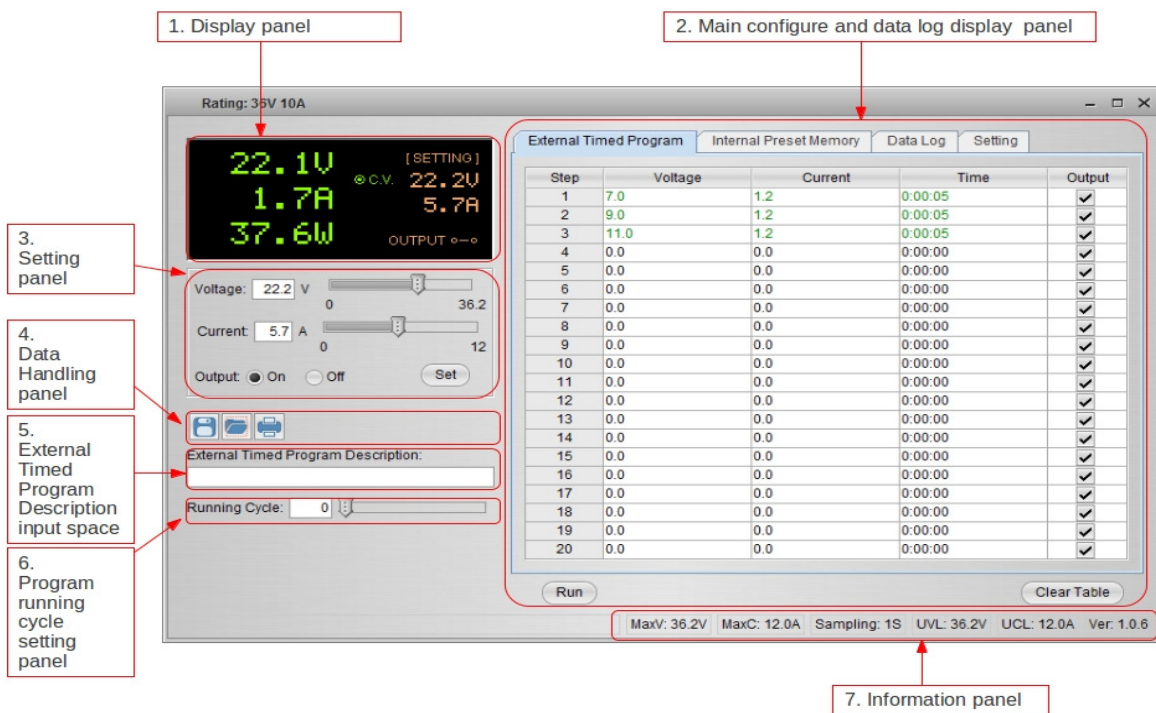 1. Display panel
2. Main configure and data log display panel
Rating: 36V 10A
22.1V
1.7A
37.6W
[SETTING]
C.V. 22.2V
5.7A
OUTPUT
3.
Setting
panel
Voltage: 22.2 V
0 36.2
Current: 5.7 A
0 12
Output: On Off Set
4.
Data
Handling
panel
5.
External
Timed
Program
Description
input space
External Timed Program Description:
6.
Program
running
cycle
setting
panel
Running Cycle: 0
External Timed Program Internal Preset Memory Data Log Setting
Step Voltage Current Time Output
1 7.0 1.2 0:00:05
2 9.0 1.2 0:00:05
3 11.0 1.2 0:00:05
4 0.0 0.0 0:00:00
5 0.0 0.0 0:00:00
6 0.0 0.0 0:00:00
7 0.0 0.0 0:00:00
8 0.0 0.0 0:00:00
9 0.0 0.0 0:00:00
10 0.0 0.0 0:00:00
11 0.0 0.0 0:00:00
12 0.0 0.0 0:00:00
13 0.0 0.0 0:00:00
14 0.0 0.0 0:00:00
15 0.0 0.0 0:00:00
16 0.0 0.0 0:00:00
17 0.0 0.0 0:00:00
18 0.0 0.0 0:00:00
19 0.0 0.0 0:00:00
20 0.0 0.0 0:00:00
Run Clear Table
MaxV: 36.2V MaxC: 12.0A Sampling: 1S UVL: 36.2V UCL: 12.0A Ver: 1.0.6
7. Information panel